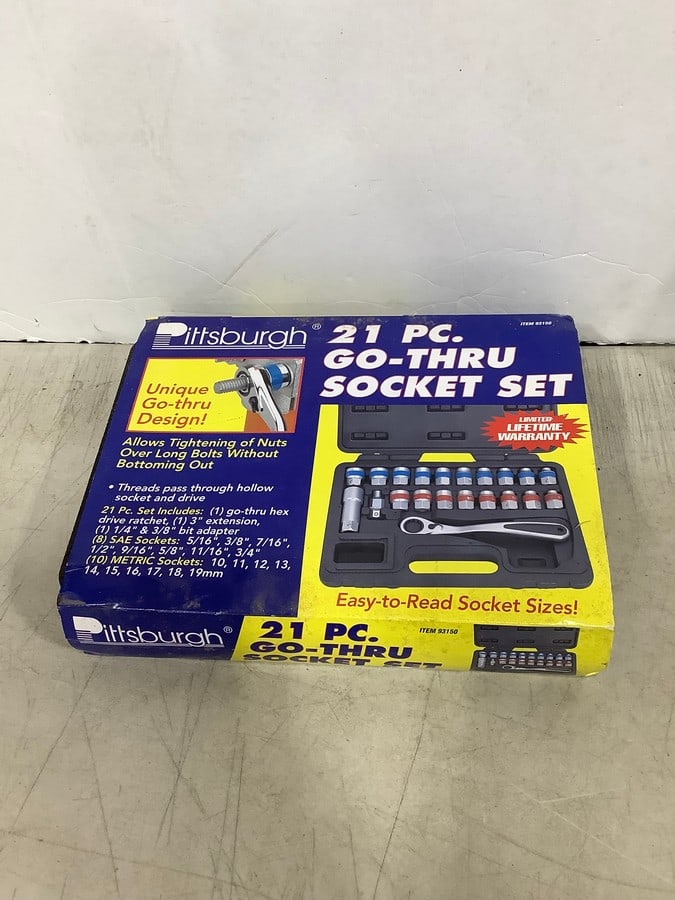 Pittsburgh®
21 PC.
GO-THRU
SOCKET SET
ITEM 93150
Unique
Go-thru
Design!
Allows Tightening of Nuts
Over Long Bolts Without
Bottoming Out
• Threads pass through hollow
socket and drive
21 Pc. Set Includes: (1) go-thru hex
drive ratchet, (1) 3" extension,
(1) 1/4" & 3/8" bit adapter
(8) SAE Sockets: 5/16", 3/8", 7/16",
1/2", 9/16", 5/8", 11/16", 3/4"
(10) METRIC Sockets: 10, 11, 12, 13,
14, 15, 16, 17, 18, 19mm
LIMITED
LIFETIME
WARRANTY
Easy-to-Read Socket Sizes!
Pittsburgh®
21 PC.
GO-THRU
SOCKET SET
ITEM 93150